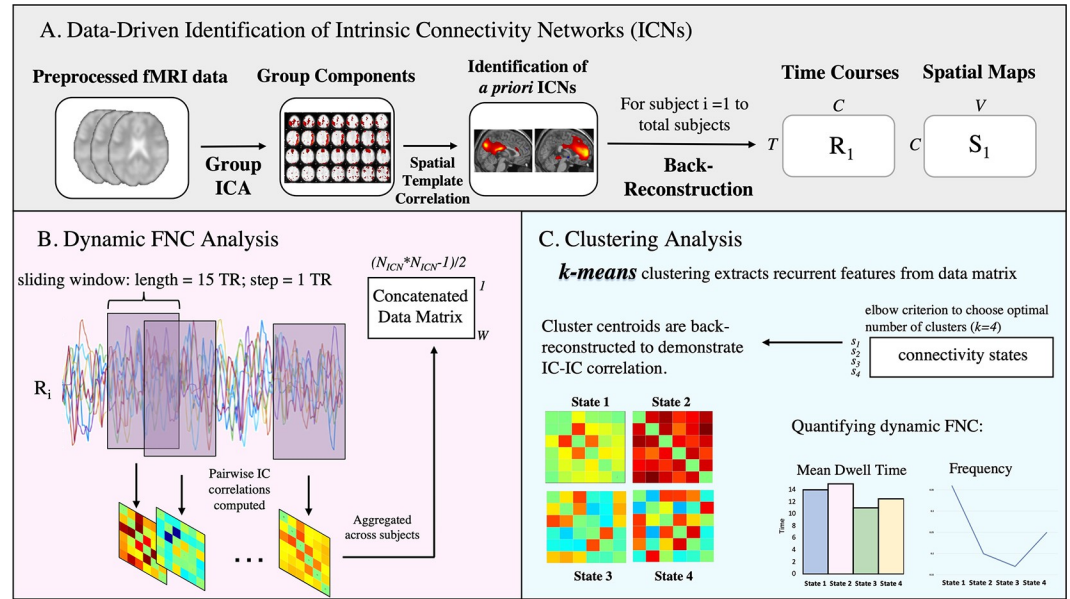 A. Data-Driven Identification of Intrinsic Connectivity Networks (ICNs)
Preprocessed fMRI data
Group
ICA
Group Components
Spatial
Template
Correlation
Identification of
a priori ICNs
For subject i =1 to
total subjects
Back-
Reconstruction
Time Courses
C
T
R1
Spatial Maps
V
C
S1
B. Dynamic FNC Analysis
sliding window: length = 15 TR; step = 1 TR
Ri
(NICN*NICN-1)/2
Concatenated
Data Matrix
1
W
Pairwise IC
correlations
computed
...
Aggregated
across subjects
C. Clustering Analysis
k-means clustering extracts recurrent features from data matrix
Cluster centroids are back-
reconstructed to demonstrate
IC-IC correlation.
elbow criterion to choose optimal
number of clusters (k=4)
s1
s2
s3
s4
connectivity states
State 1
State 2
State 3
State 4
Quantifying dynamic FNC:
Mean Dwell Time
Time
14
12
10
8
6
4
2
0
State 1 State 2 State 3 State 4
Frequency
State 1 State 2 State 3 State 4